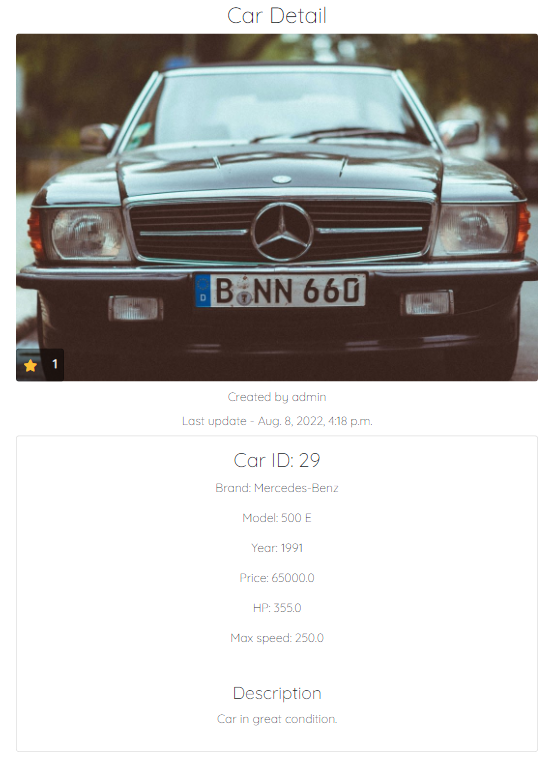 Car Detail
B NN 660
D
1
Created by admin
Last update - Aug. 8, 2022, 4:18 p.m.
Car ID: 29
Brand: Mercedes-Benz
Model: 500 E
Year: 1991
Price: 65000.0
HP: 355.0
Max speed: 250.0
Description
Car in great condition.